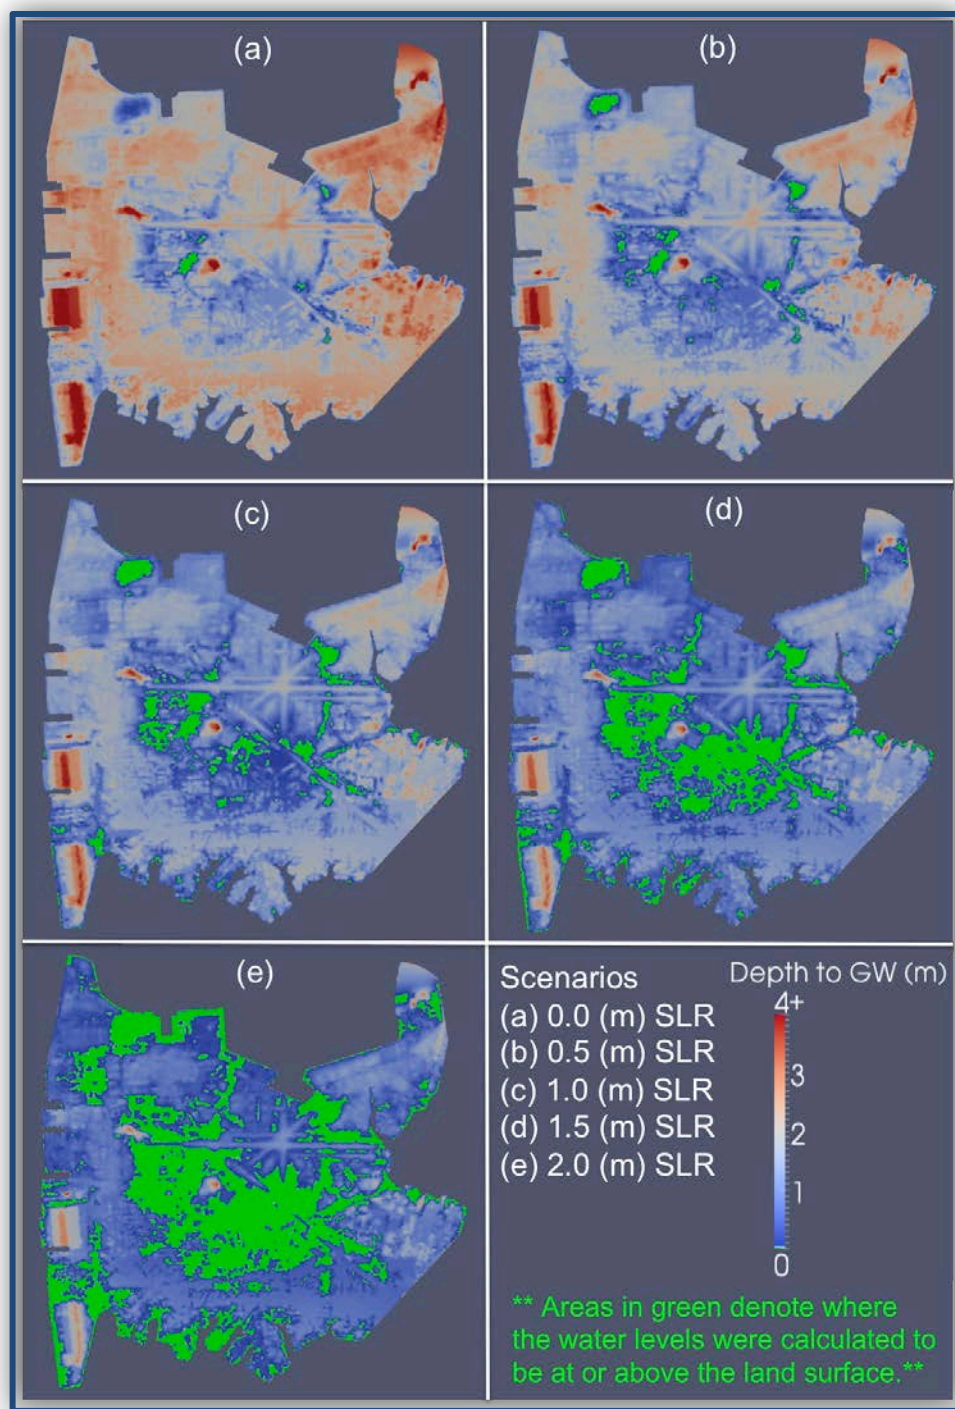 (a)
(b)
(c)
(d)
(e)
Scenarios
(a) 0.0 (m) SLR
(b) 0.5 (m) SLR
(c) 1.0 (m) SLR
(d) 1.5 (m) SLR
(e) 2.0 (m) SLR
Depth to GW (m)
4+
3
2
1
0
** Areas in green denote where
the water levels were calculated to
be at or above the land surface.**